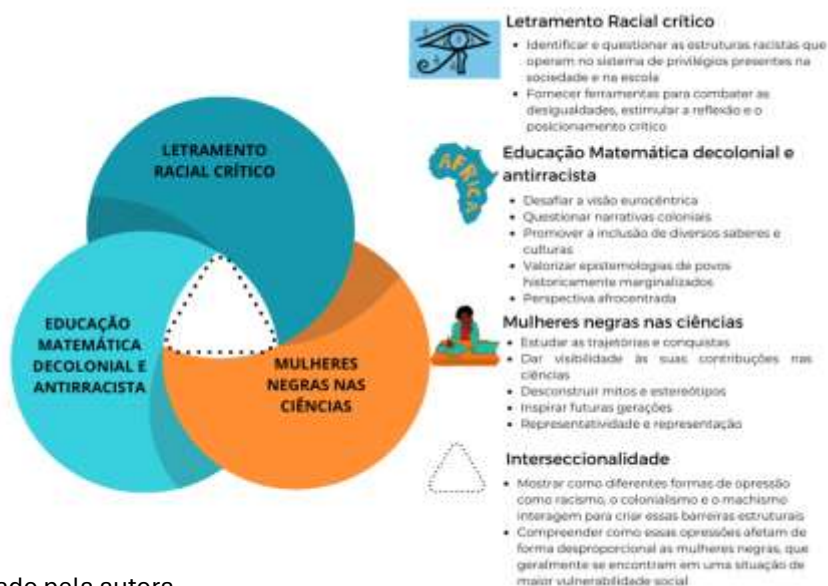 LETRAMENTO
RACIAL CRÍTICO
EDUCAÇÃO
MATEMÁTICA
DECOLONIAL E
ANTIRRACISTA
MULHERES
NEGRAS NAS
CIÊNCIAS
Letramento Racial crítico
• Identificar e questionar as estruturas racistas que
operam no sistema de privilégios presentes na
sociedade e na escola
• Fornecer ferramentas para combater as
desigualdades, estimular a reflexão e o
posicionamento crítico
AFRICA
Educação Matemática decolonial e
antirracista
• Desafiar a visão eurocêntrica
• Questionar narrativas coloniais
• Promover a inclusão de diversos saberes e
culturas
• Valorizar epistemologias de povos
historicamente marginalizados
• Perspectiva afrocentrada
Mulheres negras nas ciências
• Estudar as trajetórias e conquistas
• Dar visibilidade às suas contribuições nas
ciências
• Desconstruir mitos e estereótipos
• Inspirar futuras gerações
• Representatividade e representação
Interseccionalidade
• Mostrar como diferentes formas de opressão
como racismo, o colonialismo e o machismo
interagem para criar essas barreiras estruturais
• Compreender como essas opressões afetam de
forma desproporcional as mulheres negras, que
geralmente se encontram em uma situação de
maior vulnerabilidade social
pela autora